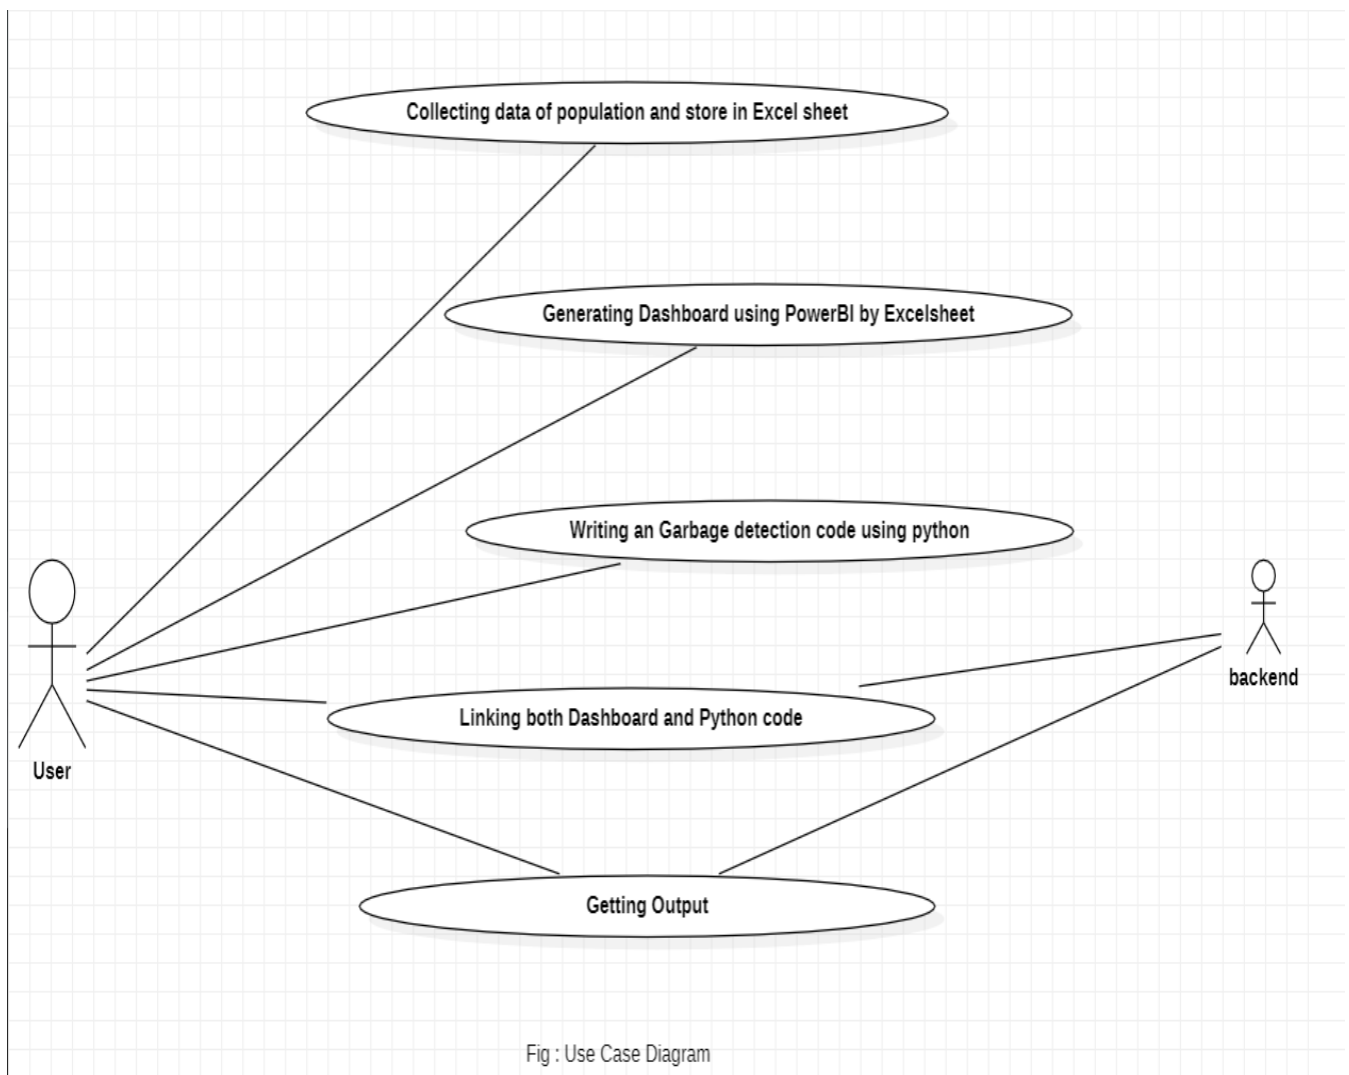 Collecting data of population and store in Excel sheet
Generating Dashboard using PowerBI by Excelsheet
Writing an Garbage detection code using python
backend
Linking both Dashboard and Python code
User
Getting Output
Fig : Use Case Diagram